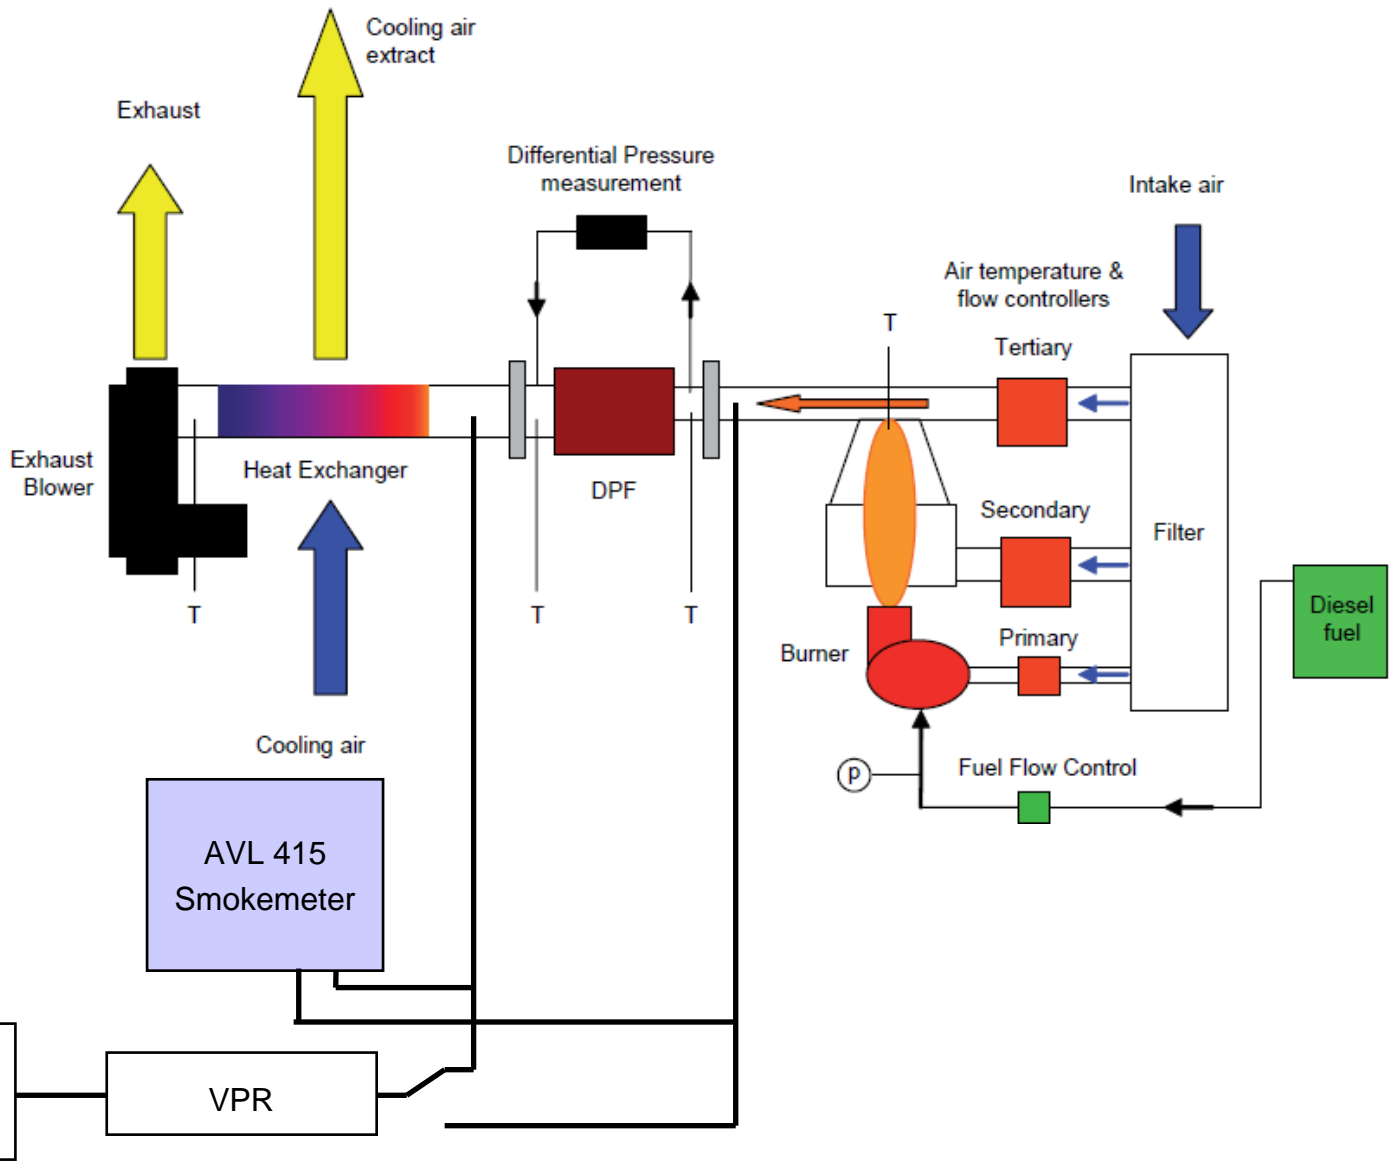 Cooling air
extract
Exhaust
Differential Pressure
measurement
Intake air
Air temperature &
flow controllers
T
Tertiary
Exhaust
Blower
Heat Exchanger
DPF
Secondary
Filter
Diesel
fuel
T
T
T
Primary
Burner
Cooling air
p
Fuel Flow Control
AVL 415
Smokemeter
VPR